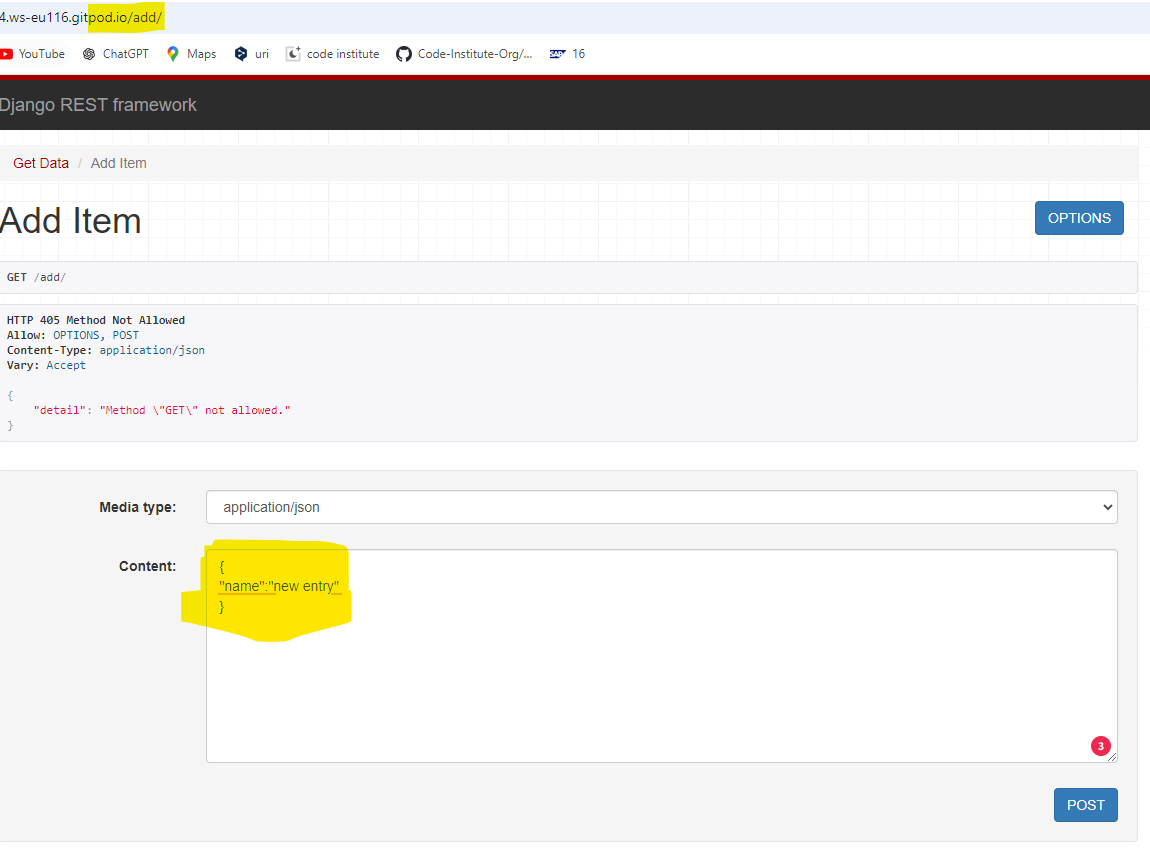 4.ws-eu116.gitpod.io/add/
YouTube ChatGPT Maps uri code institute Code-Institute-Org/... SAP 16
Django REST framework
Get Data / Add Item
Add Item
OPTIONS
GET /add/
HTTP 405 Method Not Allowed
Allow: OPTIONS, POST
Content-Type: application/json
Vary: Accept
{
"detail": "Method \"GET\" not allowed."
}
Media type: application/json
Content: {
"name":"new entry"
}
3
POST